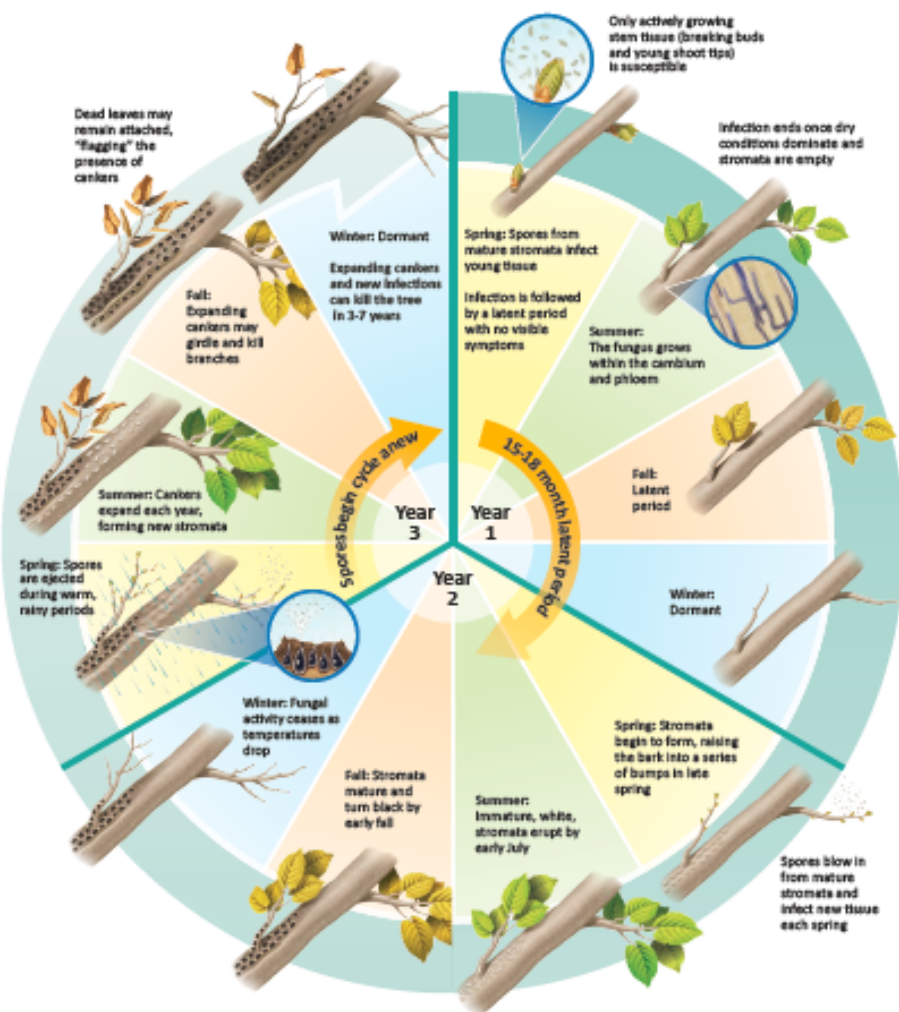 Only actively growing
stem tissue (breaking buds
and young shoot tips)
is susceptible
Infection ends once dry
conditions dominate and
stromata are empty
Spring: Spores from
mature stromata infect
young tissue
Infection is followed
by a latent period
with no visible
symptoms
Summer:
The fungus grows
within the cambium
and phloem
Fall:
Latent
period
Winter:
Dormant
Year
1
15-18 month latent period
Spring: Stromata
begin to form, raising
the bark into a series
of bumps in late
spring
Spores blow in
from mature
stromata and
infect new tissue
each spring
Summer:
Immature, white,
stromata erupt by
early July
Year
2
Fall: Stromata
mature and
turn black by
early fall
Winter: Fungal
activity ceases as
temperatures
drop
Spring: Spores
are ejected
during warm,
rainy periods
Summer: Cankers
expand each year,
forming new stromata
Year
3
Spores begin cycle anew
Fall:
Expanding
cankers may
girdle and kill
branches
Dead leaves may
remain attached,
"flagging" the
presence of
cankers
Winter: Dormant
Expanding cankers
and new infections
can kill the tree
in 3-7 years